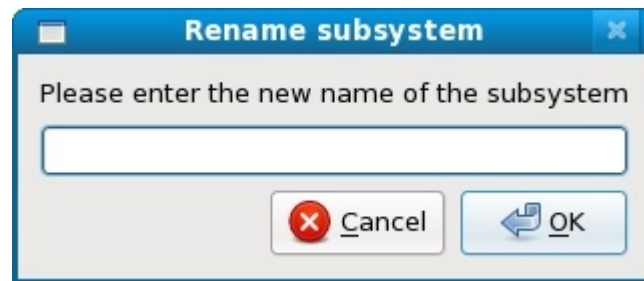 Rename subsystem
Please enter the new name of the subsystem
Cancel
OK